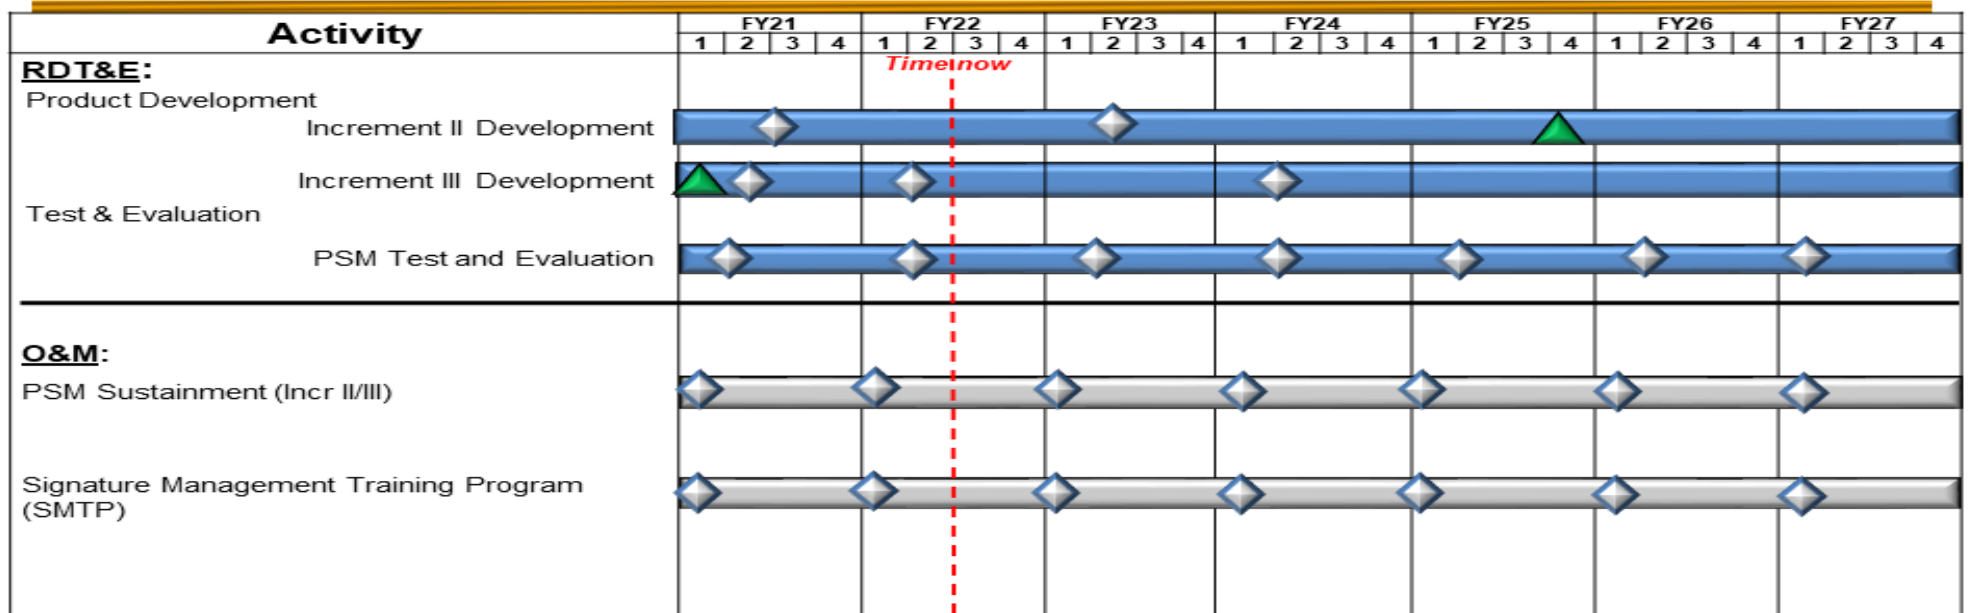 Activity
FY21 FY22 FY23 FY24 FY25 FY26 FY27
1 2 3 4 1 2 3 4 1 2 3 4 1 2 3 4 1 2 3 4 1 2 3 4 1 2 3 4
Time now
RDT&E:
Product Development
Increment II Development
Increment III Development
Test & Evaluation
PSM Test and Evaluation
O&M:
PSM Sustainment (Incr II/III)
Signature Management Training Program
(SMTP)